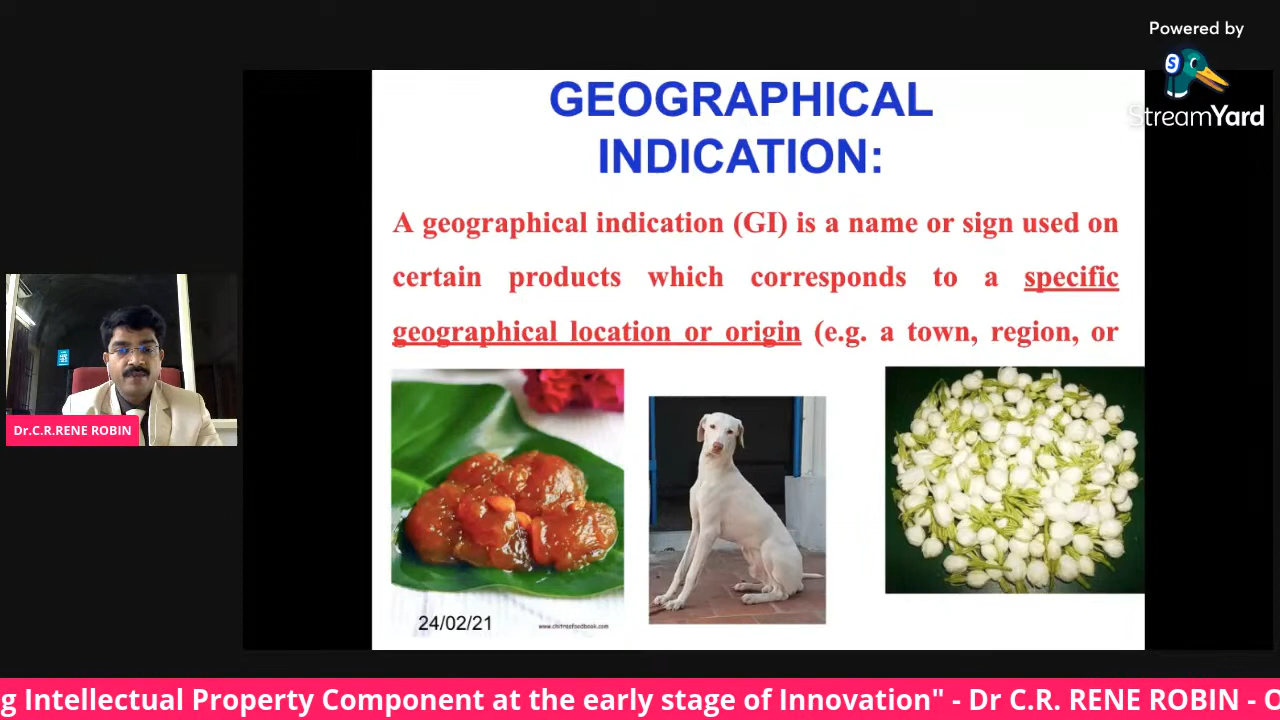 Powered by
S
StreamYard
GEOGRAPHICAL
INDICATION:
A geographical indication (GI) is a name or sign used on
certain products which corresponds to a specific
geographical location or origin (e.g. a town, region, or
Dr.C.R.RENE ROBIN
24/02/21
www.chitrasfoodbook.com
g Intellectual Property Component at the early stage of Innovation" - Dr C.R. RENE ROBIN - O